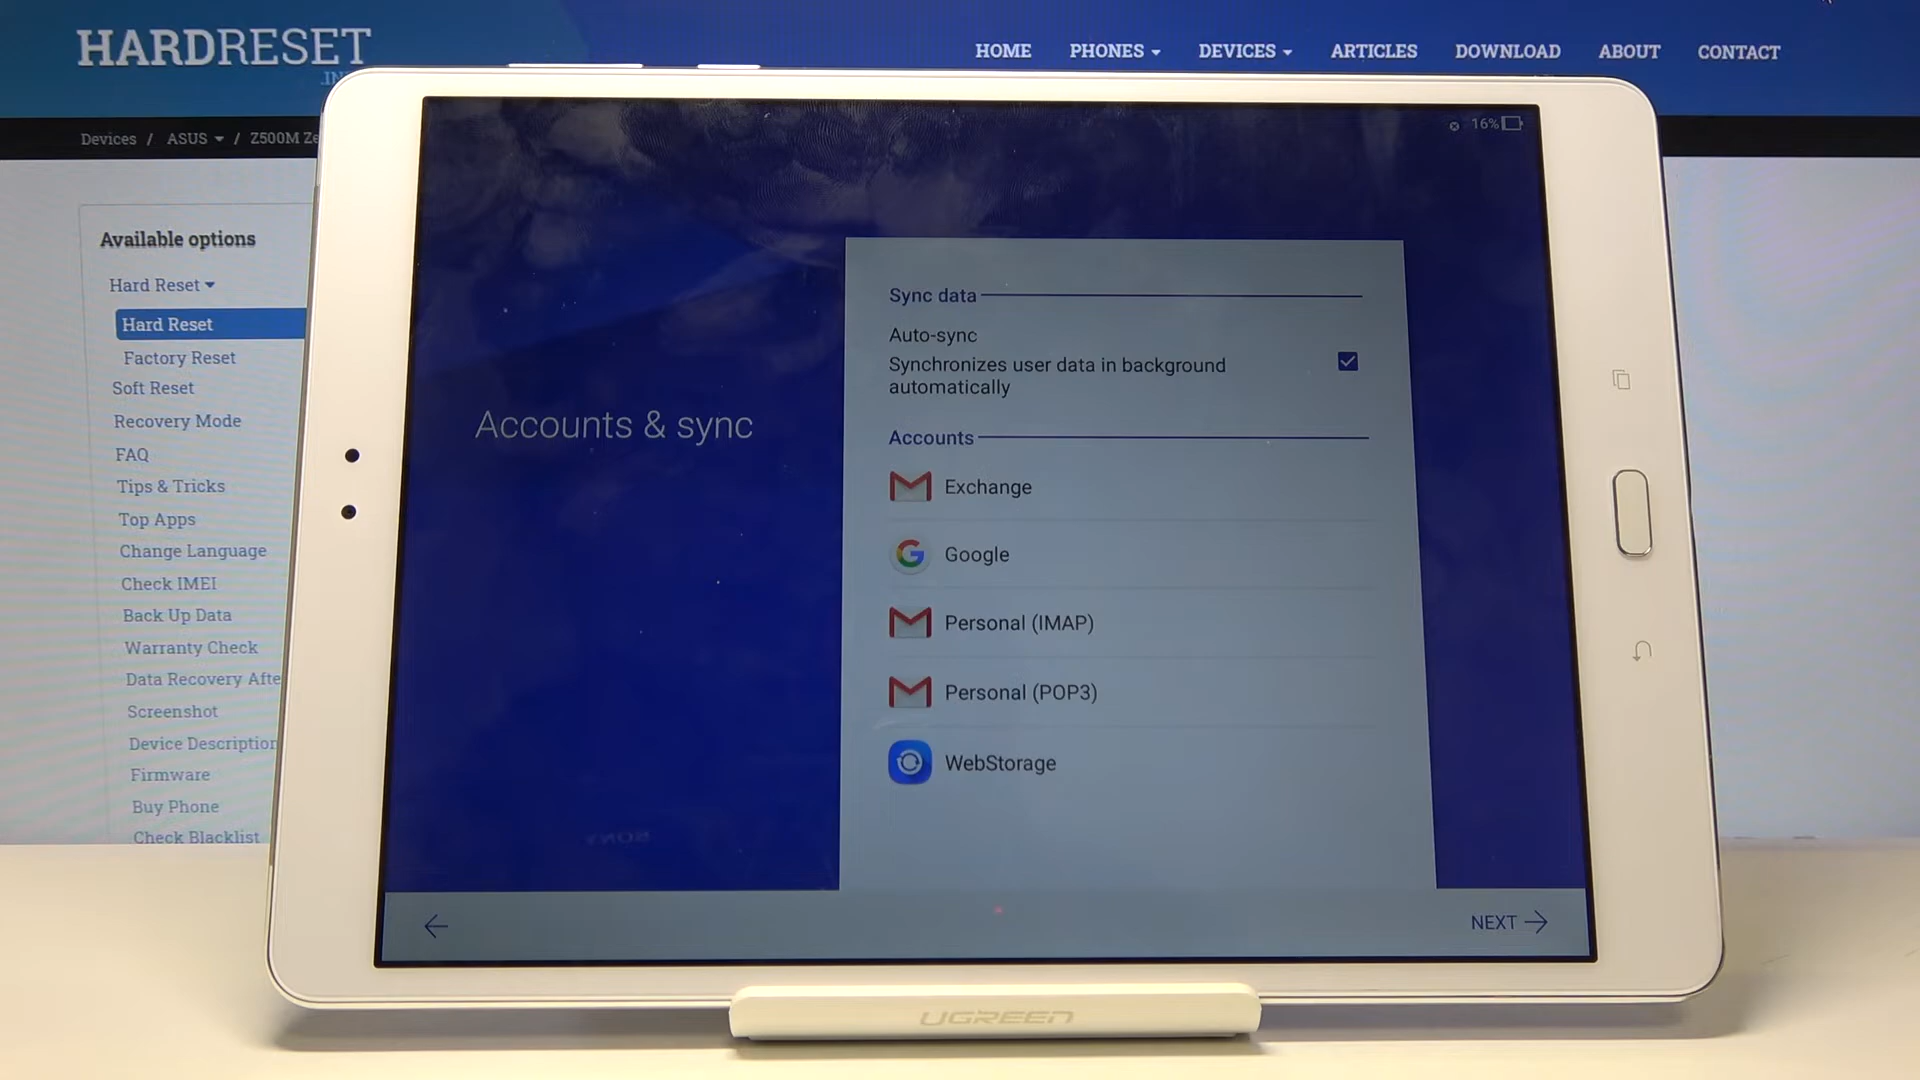 HARDRESET
HOME PHONES DEVICES ARTICLES DOWNLOAD ABOUT CONTACT
Devices / ASUS / Z500M
16%
Available options
Hard Reset
Hard Reset
Factory Reset
Soft Reset
Recovery Mode
FAQ
Tips & Tricks
Top Apps
Change Language
Check IMEI
Back Up Data
Warranty Check
Data Recovery
Screenshot
Device Description
Firmware
Buy Phone
Check Blacklist
Accounts & sync
Sync data
Auto-sync
Synchronizes user data in background
automatically
Accounts
Exchange
Google
Personal (IMAP)
Personal (POP3)
WebStorage
SONY
NEXT
UGREEN